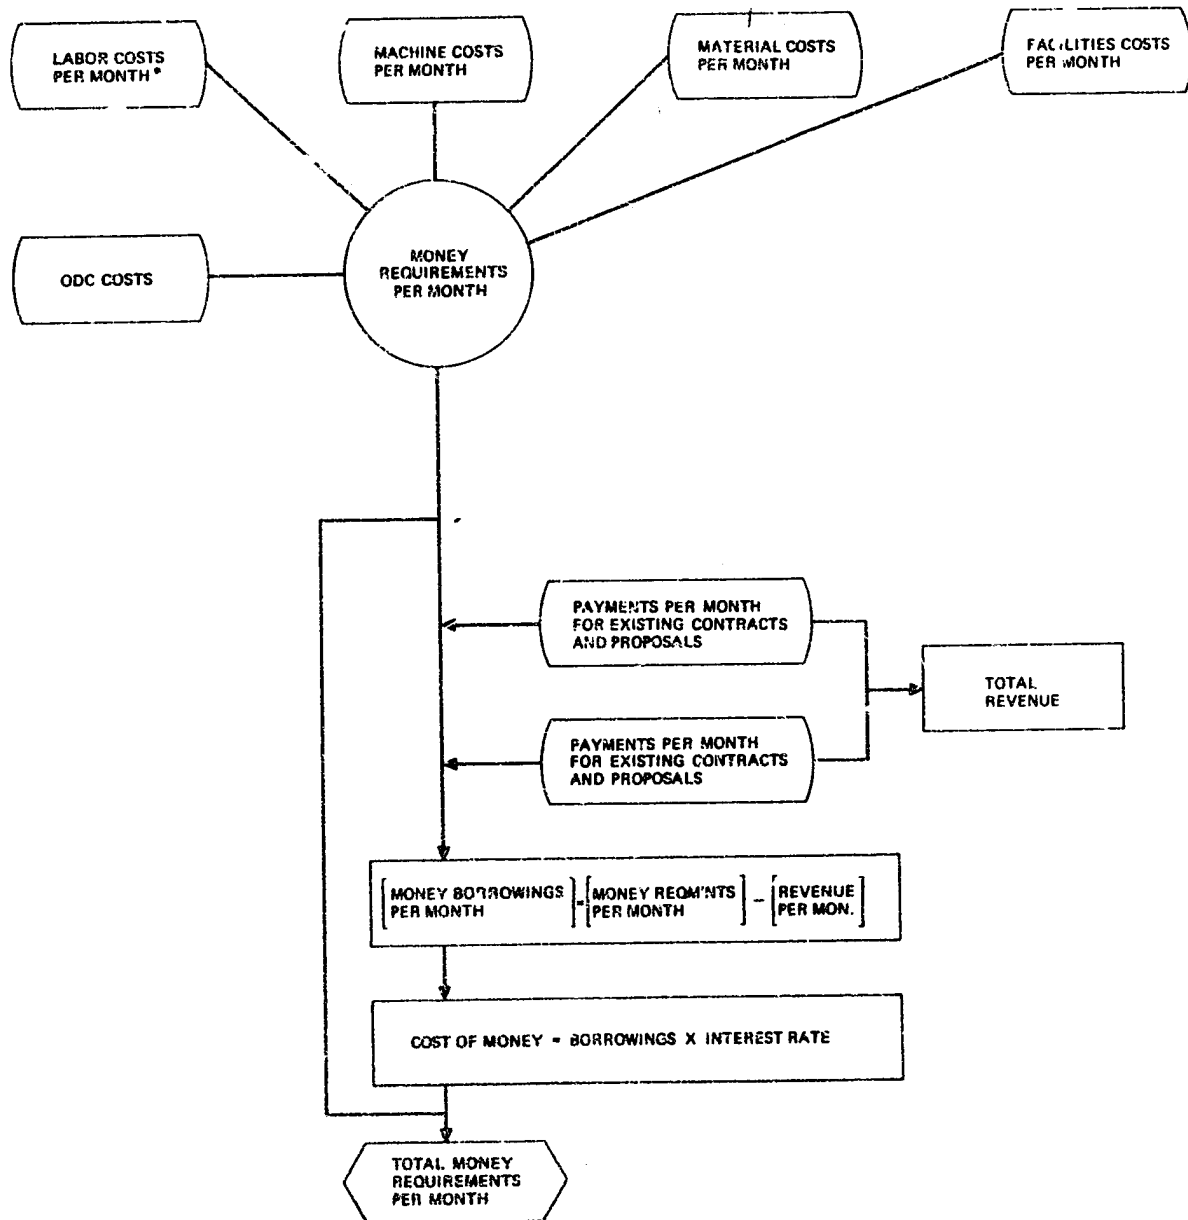 LABOR COSTS
PER MONTH*
MACHINE COSTS
PER MONTH
MATERIAL COSTS
PER MONTH
FACILITIES COSTS
PER MONTH
ODC COSTS
MONEY
REQUIREMENTS
PER MONTH
PAYMENTS PER MONTH
FOR EXISTING CONTRACTS
AND PROPOSALS
TOTAL
REVENUE
PAYMENTS PER MONTH
FOR EXISTING CONTRACTS
AND PROPOSALS
[MONEY BORROWINGS] = [MONEY REQM'NTS] - [REVENUE]
PER MONTH PER MONTH PER MON.
COST OF MONEY = BORROWINGS X INTEREST RATE
TOTAL MONEY
REQUIREMENTS
PER MONTH